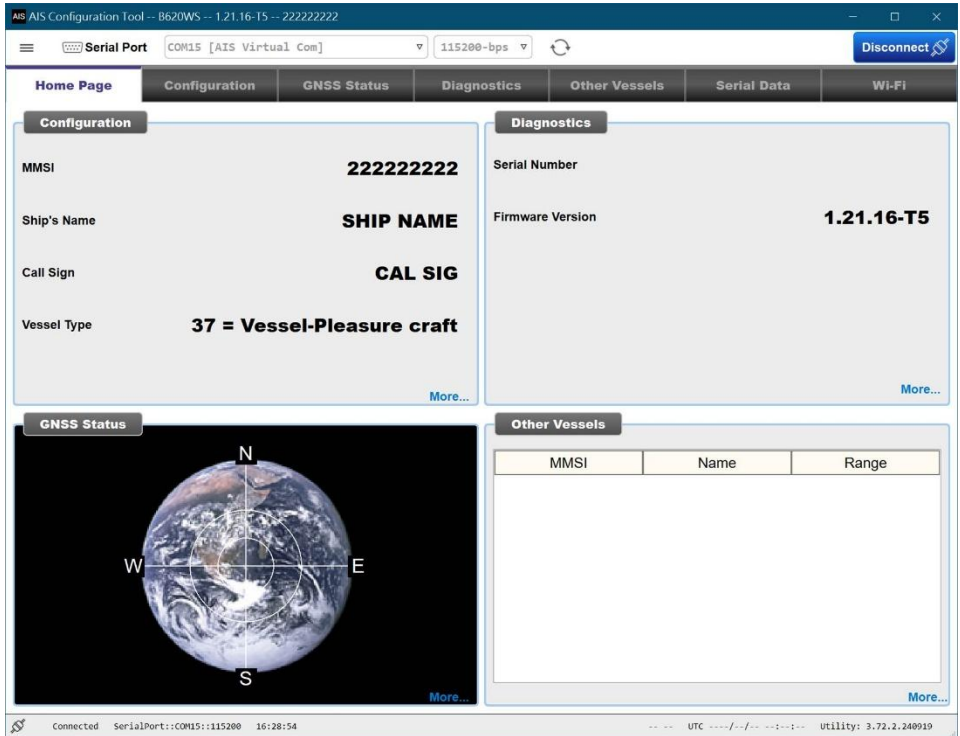 AIS AIS Configuration Tool -- B620WS -- 1.21.16-T5 -- 222222222
Serial Port COM15 [AIS Virtual Com] 115200-bps Disconnect
Home Page Configuration GNSS Status Diagnostics Other Vessels Serial Data Wi-Fi
Configuration
MMSI 222222222
Ship's Name SHIP NAME
Call Sign CAL SIG
Vessel Type 37 = Vessel-Pleasure craft
More...
Diagnostics
Serial Number
Firmware Version 1.21.16-T5
More...
GNSS Status
N
W E
S
More...
Other Vessels
MMSI Name Range
More...
Connected SerialPort::COM15::115200 16:28:54 -- -- UTC ----/--/-- --:--:-- Utility: 3.72.2.240919